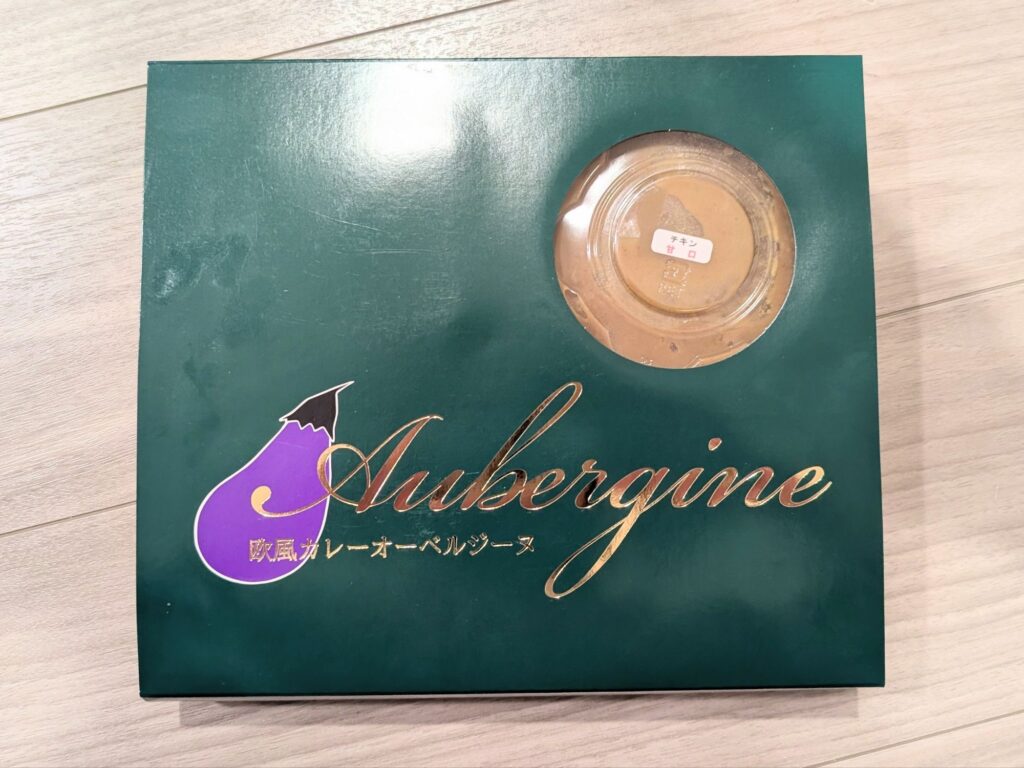 チキン
甘口
Aubergine
欧風カレーオーベルジーヌ